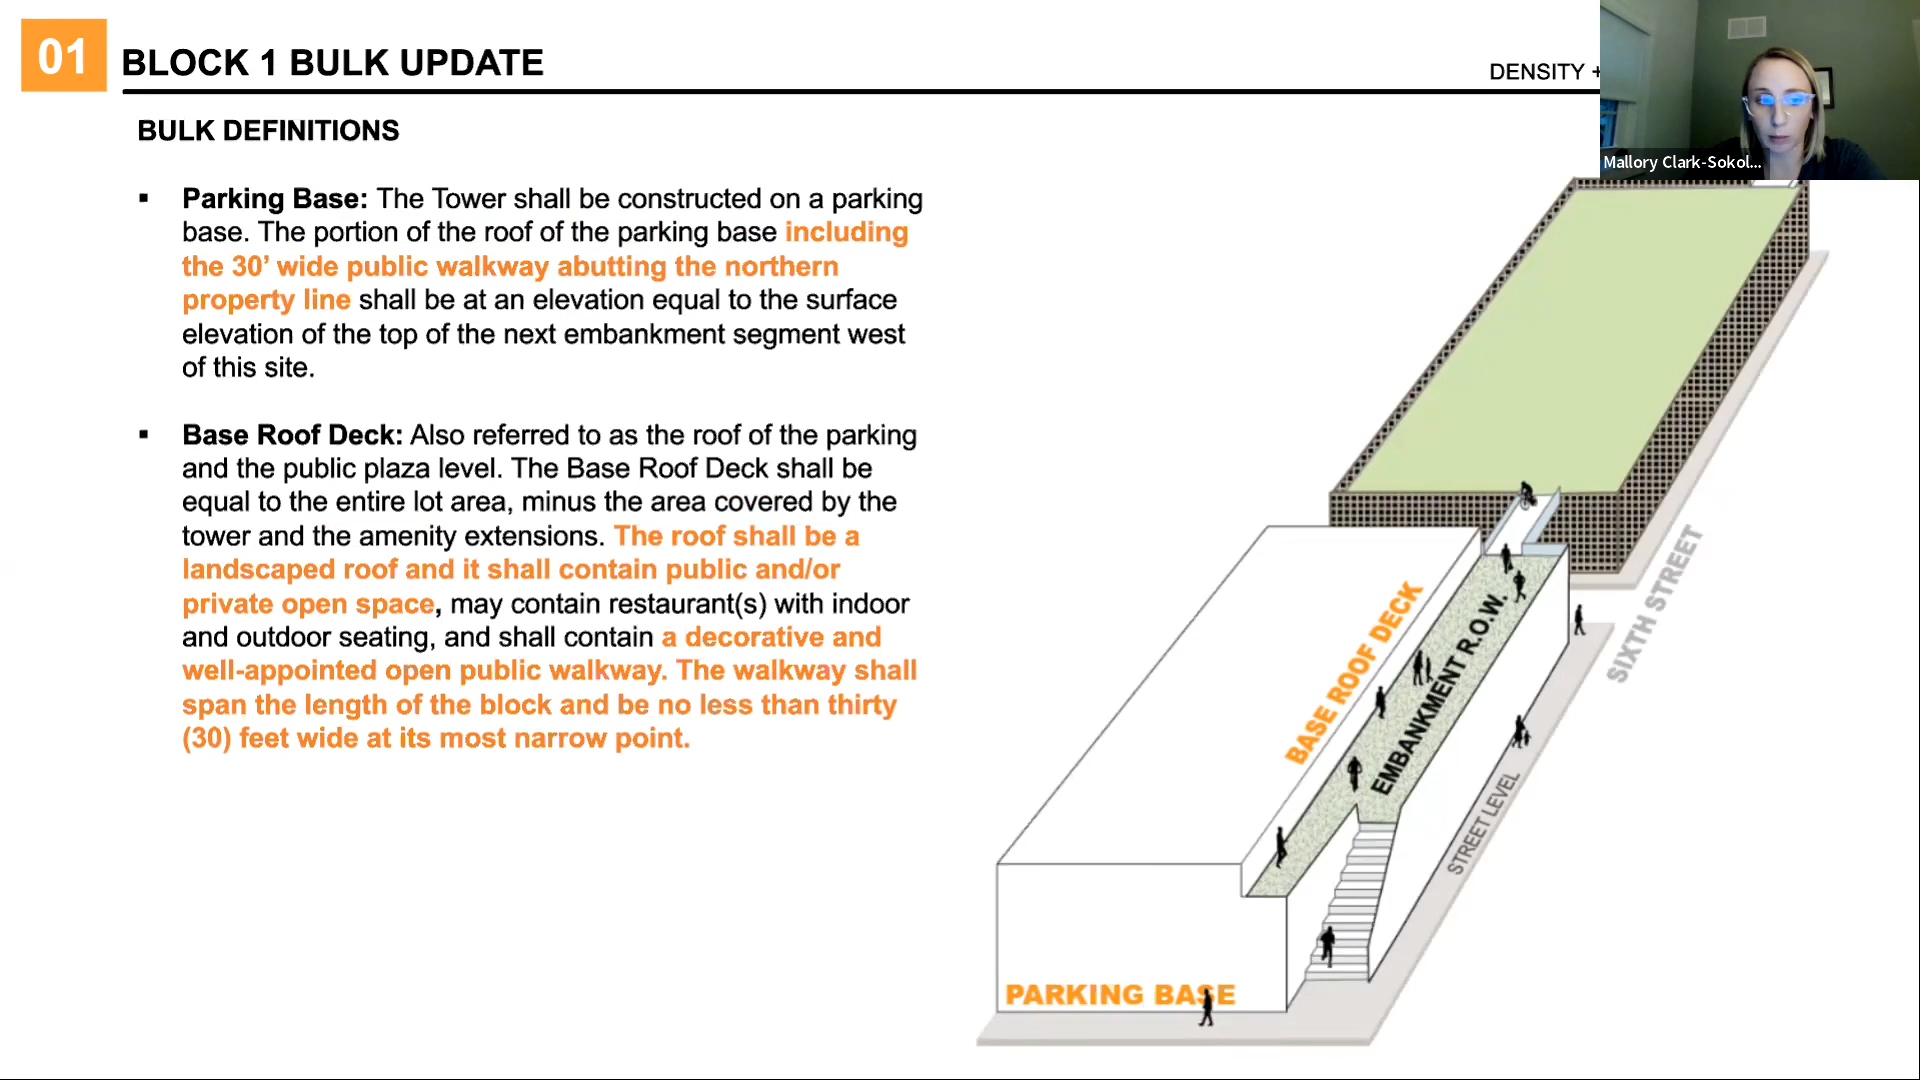 01
BLOCK 1 BULK UPDATE
DENSITY +
Mallory Clark-Sokol...
BULK DEFINITIONS
▪ Parking Base: The Tower shall be constructed on a parking
base. The portion of the roof of the parking base including
the 30’ wide public walkway abutting the northern
property line shall be at an elevation equal to the surface
elevation of the top of the next embankment segment west
of this site.
▪ Base Roof Deck: Also referred to as the roof of the parking
and the public plaza level. The Base Roof Deck shall be
equal to the entire lot area, minus the area covered by the
tower and the amenity extensions. The roof shall be a
landscaped roof and it shall contain public and/or
private open space, may contain restaurant(s) with indoor
and outdoor seating, and shall contain a decorative and
well-appointed open public walkway. The walkway shall
span the length of the block and be no less than thirty
(30) feet wide at its most narrow point.
BASE ROOF DECK
EMBANKMENT R.O.W.
SIXTH STREET
STREET LEVEL
PARKING BASE